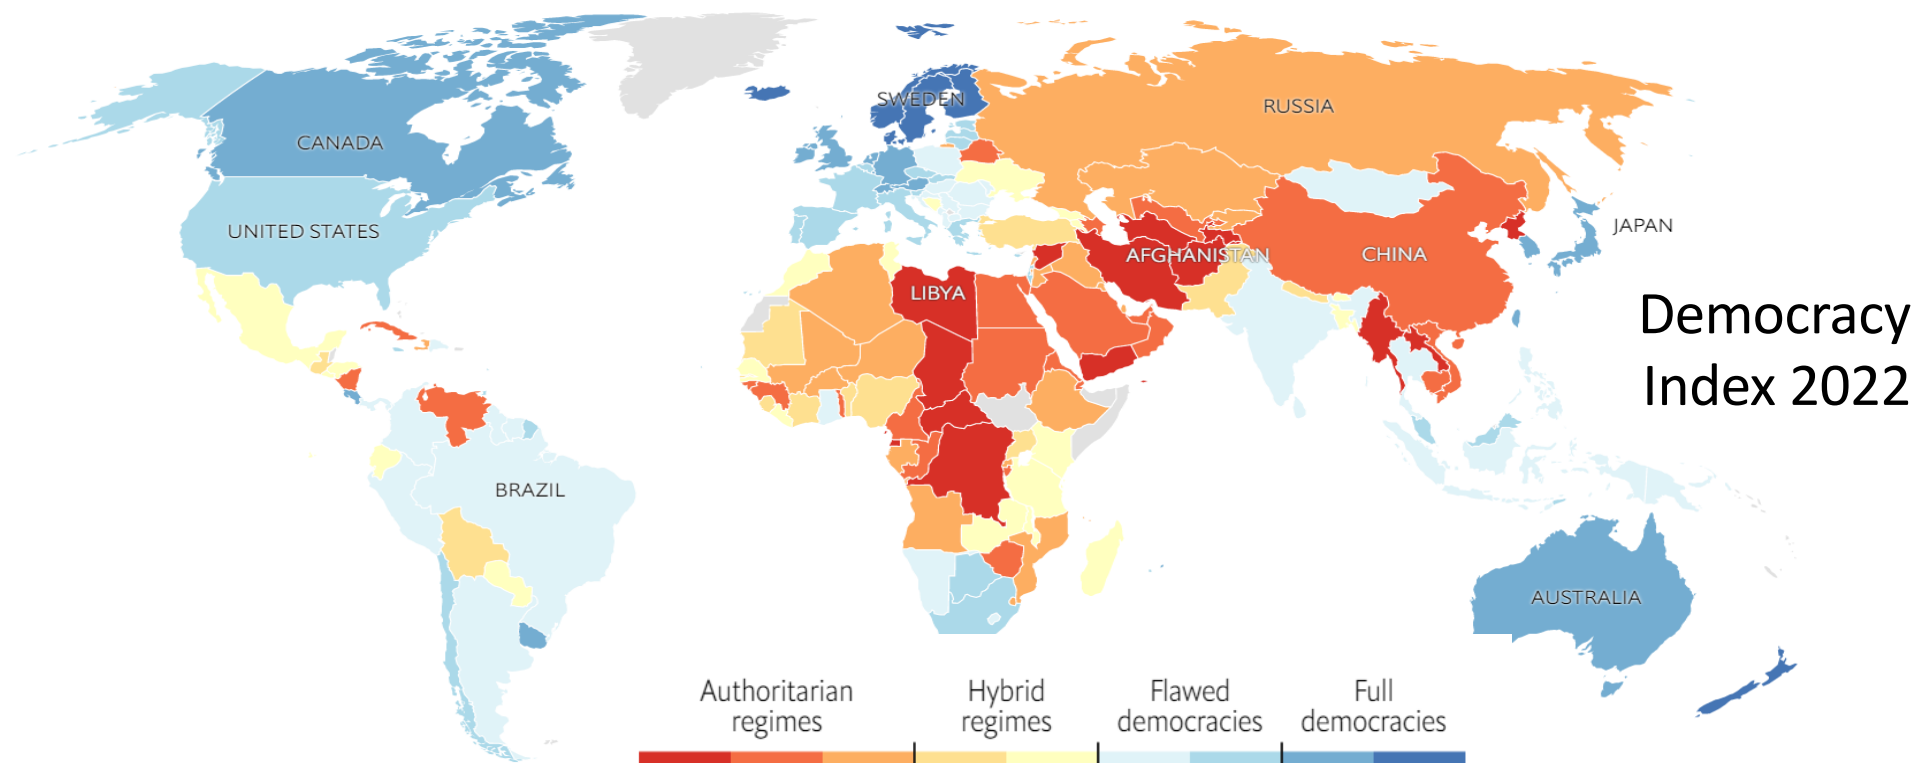 SWEDEN
RUSSIA
CANADA
UNITED STATES
JAPAN
AFGHANISTAN
CHINA
LIBYA
Democracy
Index 2022
BRAZIL
AUSTRALIA
Authoritarian
regimes
Hybrid
regimes
Flawed
democracies
Full
democracies